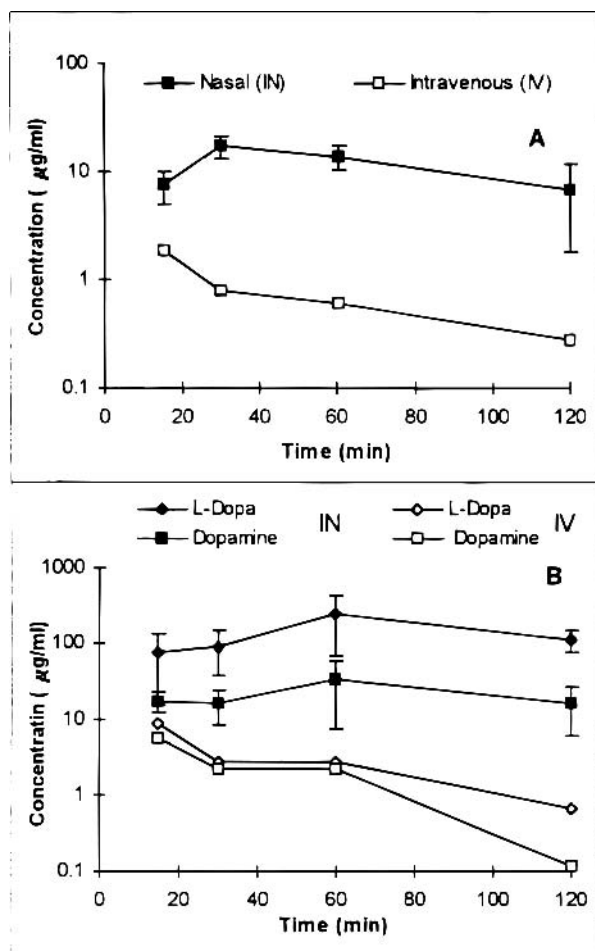 100
Nasal (IN) Intravenous (IV)
A
10
1
0.1
Concentration ( µg/ml)
0 20 40 60 80 100 120
Time (min)
L-Dopa IN L-Dopa IV
Dopamine Dopamine
B
1000
100
10
1
0.1
Concentratin ( µg/ml)
0 20 40 60 80 100 120
Time (min)